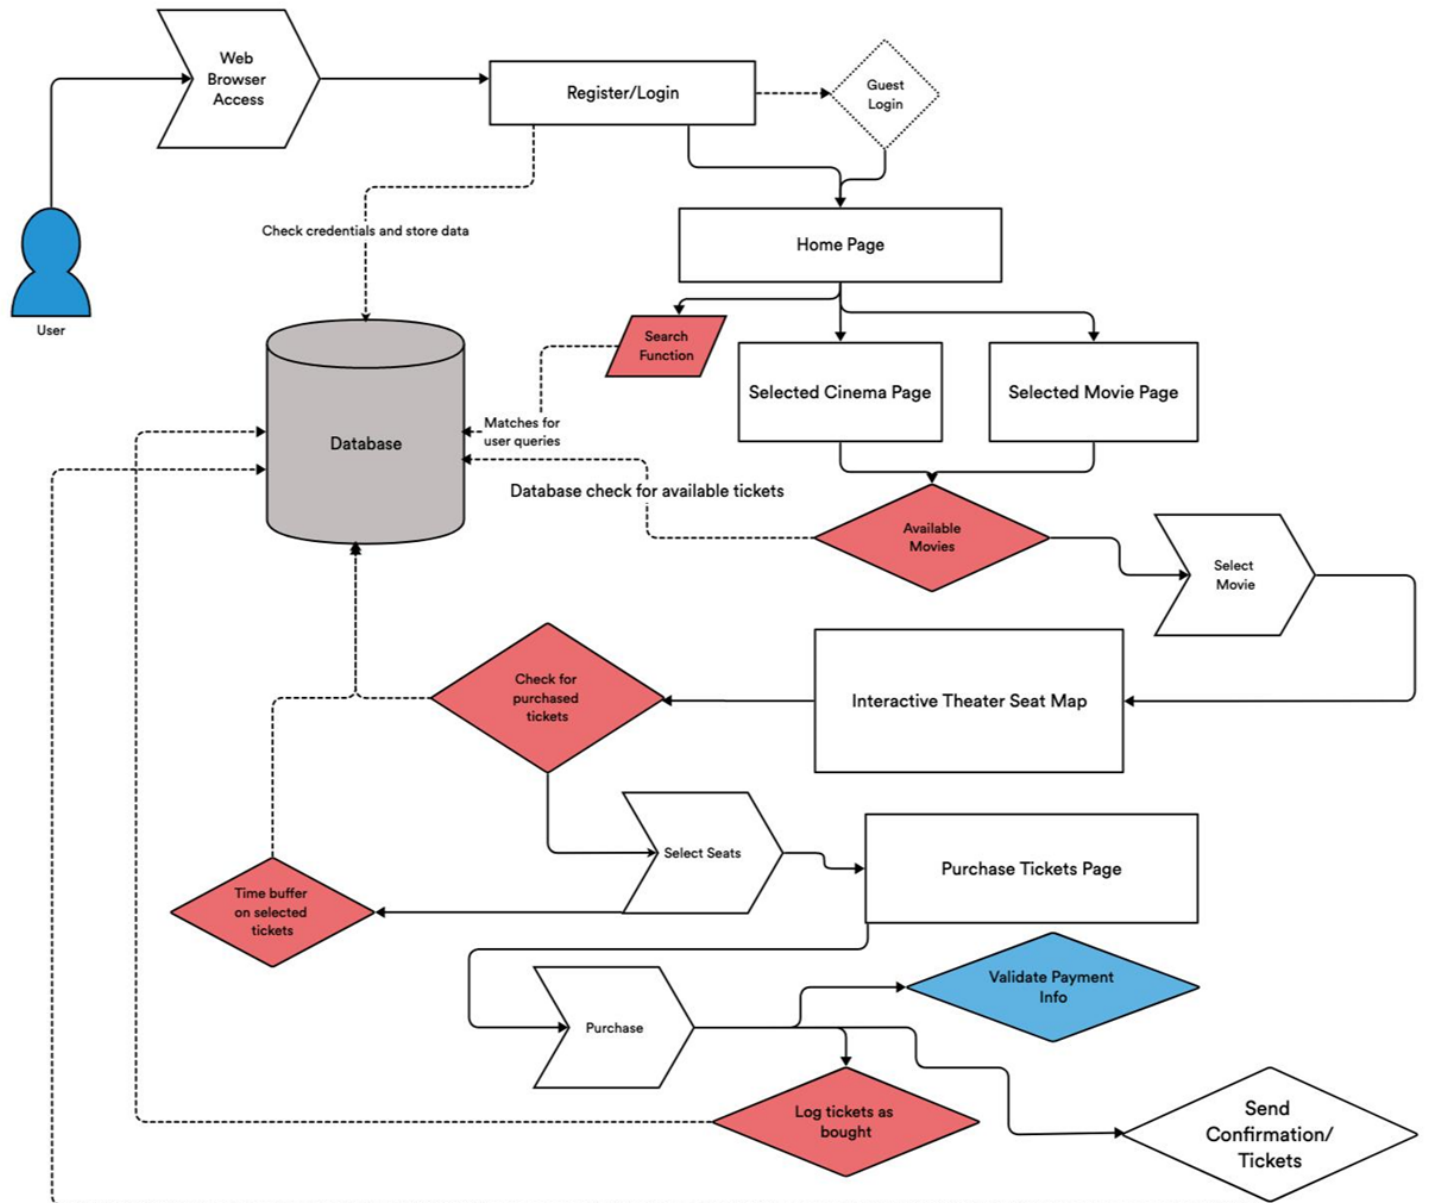 Web
Browser
Access
Register/Login
Guest
Login
User
Check credentials and store data
Home Page
Search
Function
Selected Cinema Page
Selected Movie Page
Matches for
user queries
Database
Database check for available tickets
Available
Movies
Select
Movie
Check for
purchased
tickets
Interactive Theater Seat Map
Select Seats
Purchase Tickets Page
Time buffer
on selected
tickets
Validate Payment
Info
Purchase
Log tickets as
bought
Send
Confirmation/
Tickets